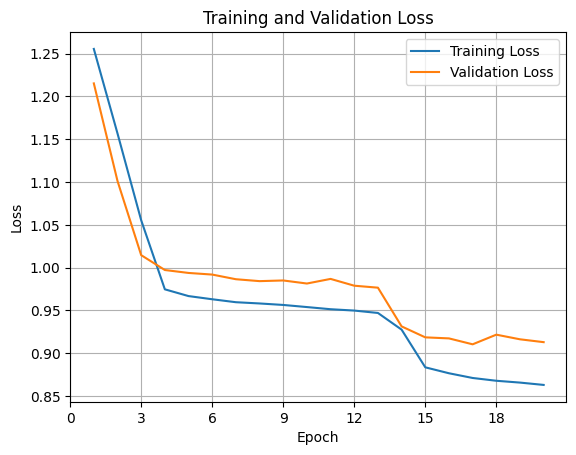 Training and Validation Loss
Training Loss
Validation Loss
Loss
1.25
1.20
1.15
1.10
1.05
1.00
0.95
0.90
0.85
0 3 6 9 12 15 18
Epoch